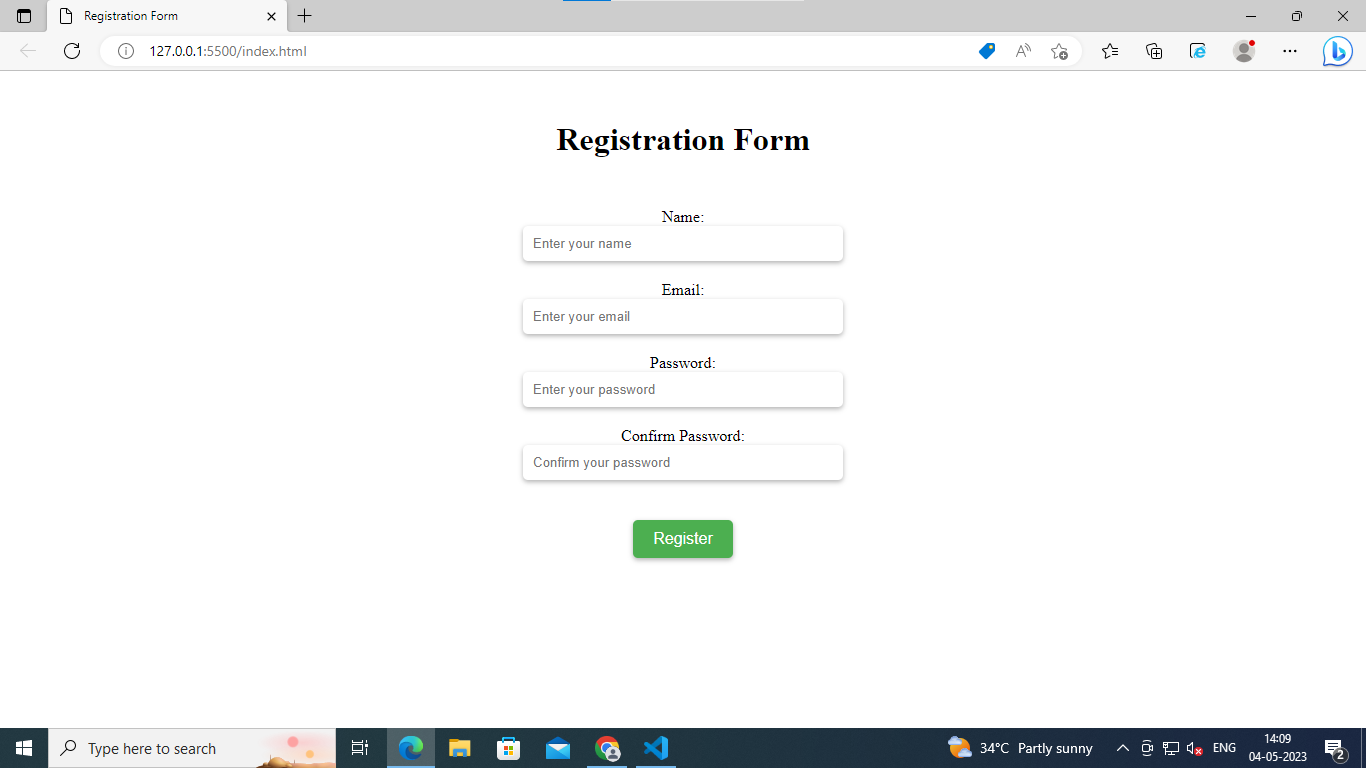 Registration Form
127.0.0.1:5500/index.html
Registration Form
Name:
Enter your name
Email:
Enter your email
Password:
Enter your password
Confirm Password:
Confirm your password
Register
Type here to search
34°C Partly sunny
ENG
14:09
04-05-2023
2